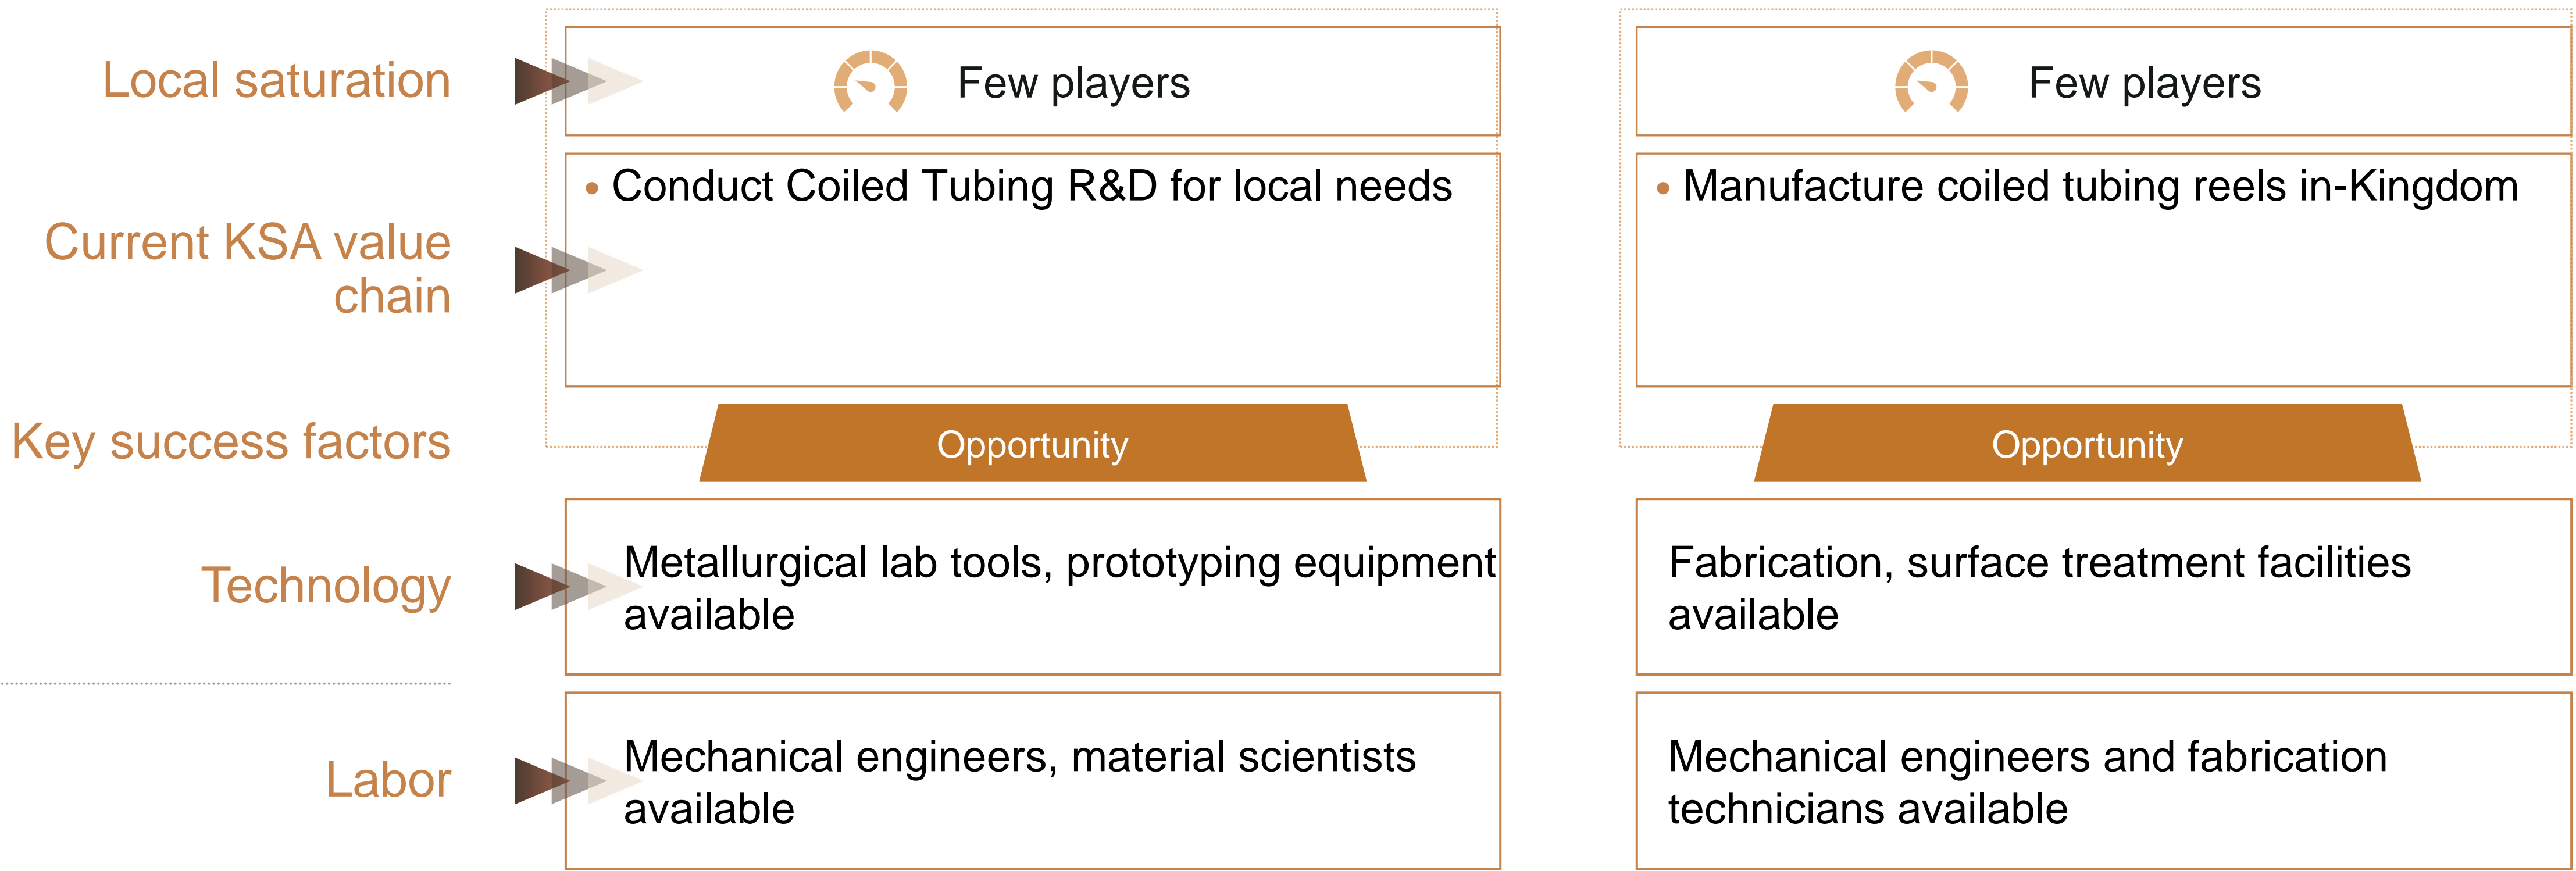 Local saturation
Few players
Few players
Current KSA value
chain
• Conduct Coiled Tubing R&D for local needs
• Manufacture coiled tubing reels in-Kingdom
Key success factors
Opportunity
Opportunity
Technology
Metallurgical lab tools, prototyping equipment
available
Fabrication, surface treatment facilities
available
Labor
Mechanical engineers, material scientists
available
Mechanical engineers and fabrication
technicians available